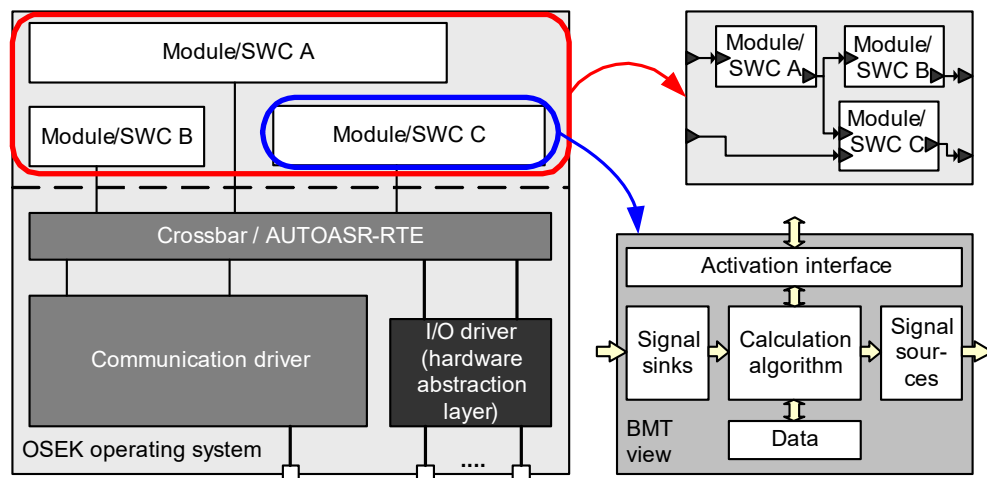 Module/SWC A
Module/SWC B
Module/SWC C
Crossbar / AUTOASR-RTE
Communication driver
I/O driver
(hardware
abstraction
layer)
OSEK operating system
....
Module/
SWC A
Module/
SWC B
Module/
SWC C
Activation interface
Signal
sinks
Calculation
algorithm
Signal
sour-
ces
BMT
view
Data